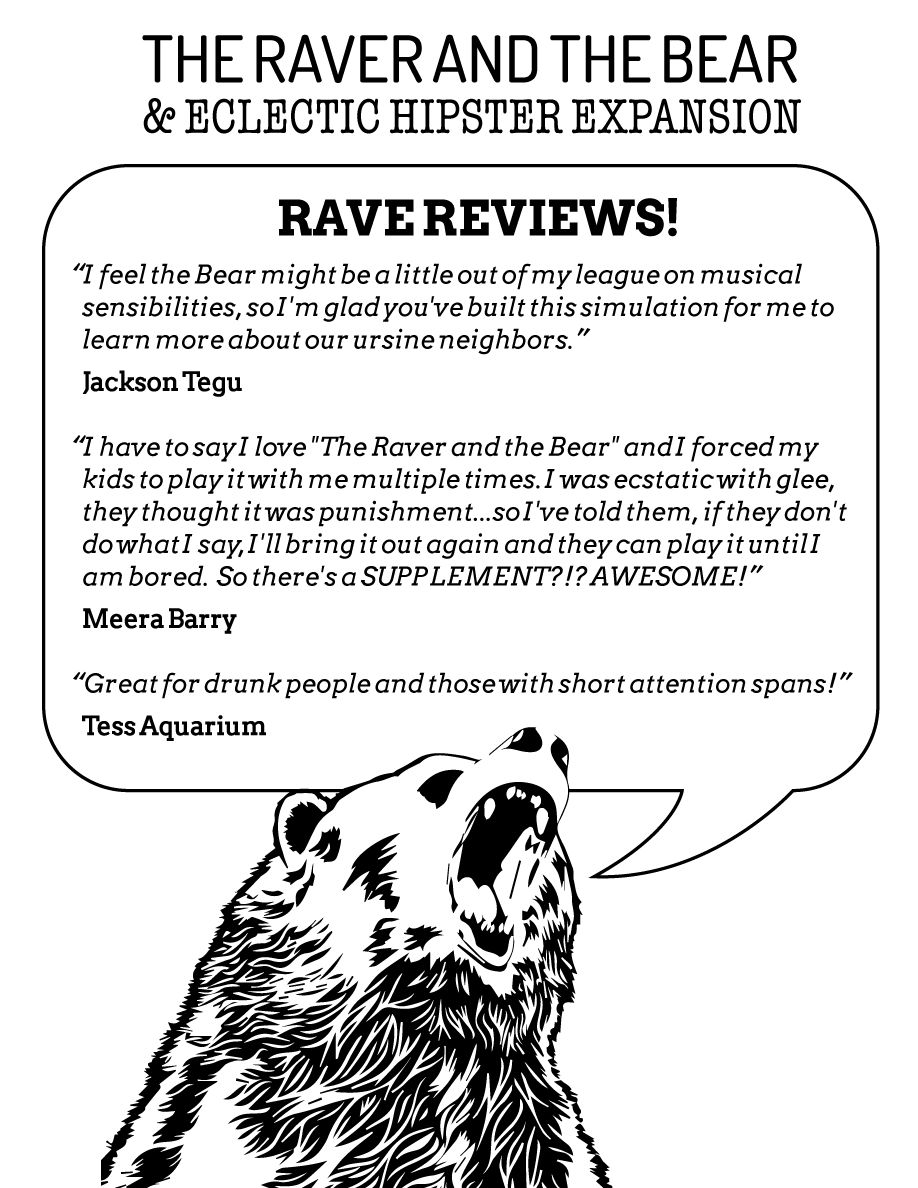 THE RAVER AND THE BEAR
& ECLECTIC HIPSTER EXPANSION
RAVE REVIEWS!
“I feel the Bear might be a little out of my league on musical
sensibilities, so I'm glad you've built this simulation for me to
learn more about our ursine neighbors.”
Jackson Tegu
“I have to say I love "The Raver and the Bear" and I forced my
kids to play it with me multiple times. I was ecstatic with glee,
they thought it was punishment...so I've told them, if they don't
do what I say, I'll bring it out again and they can play it until I
am bored. So there's a SUPPLEMENT?!? AWESOME!”
Meera Barry
“Great for drunk people and those with short attention spans!”
Tess Aquarium